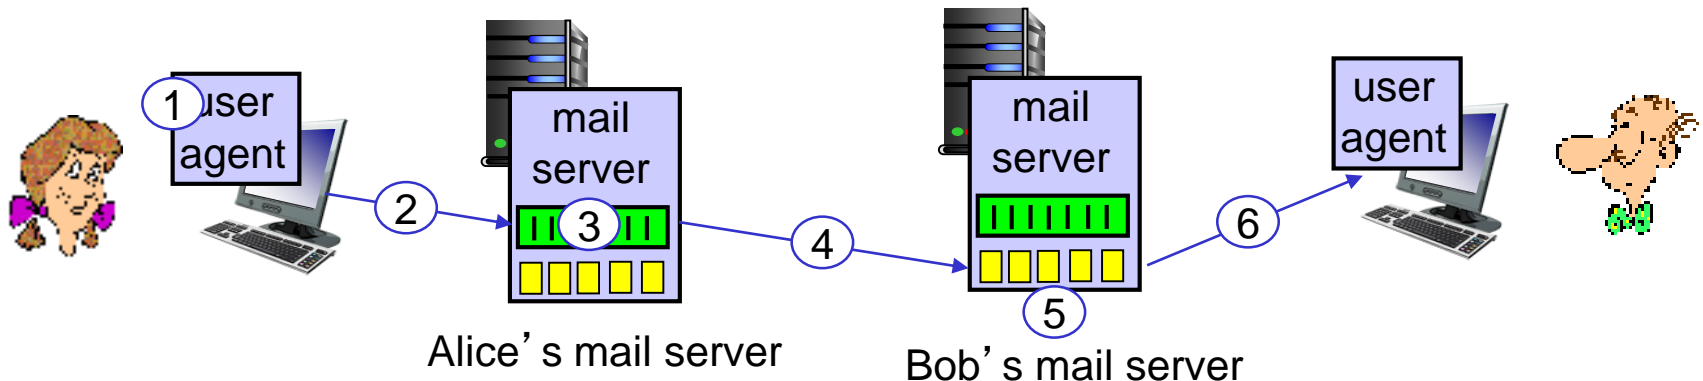 1 user
agent
2
mail
server
3
4
mail
server
5
6
user
agent
Alice’s mail server
Bob’s mail server